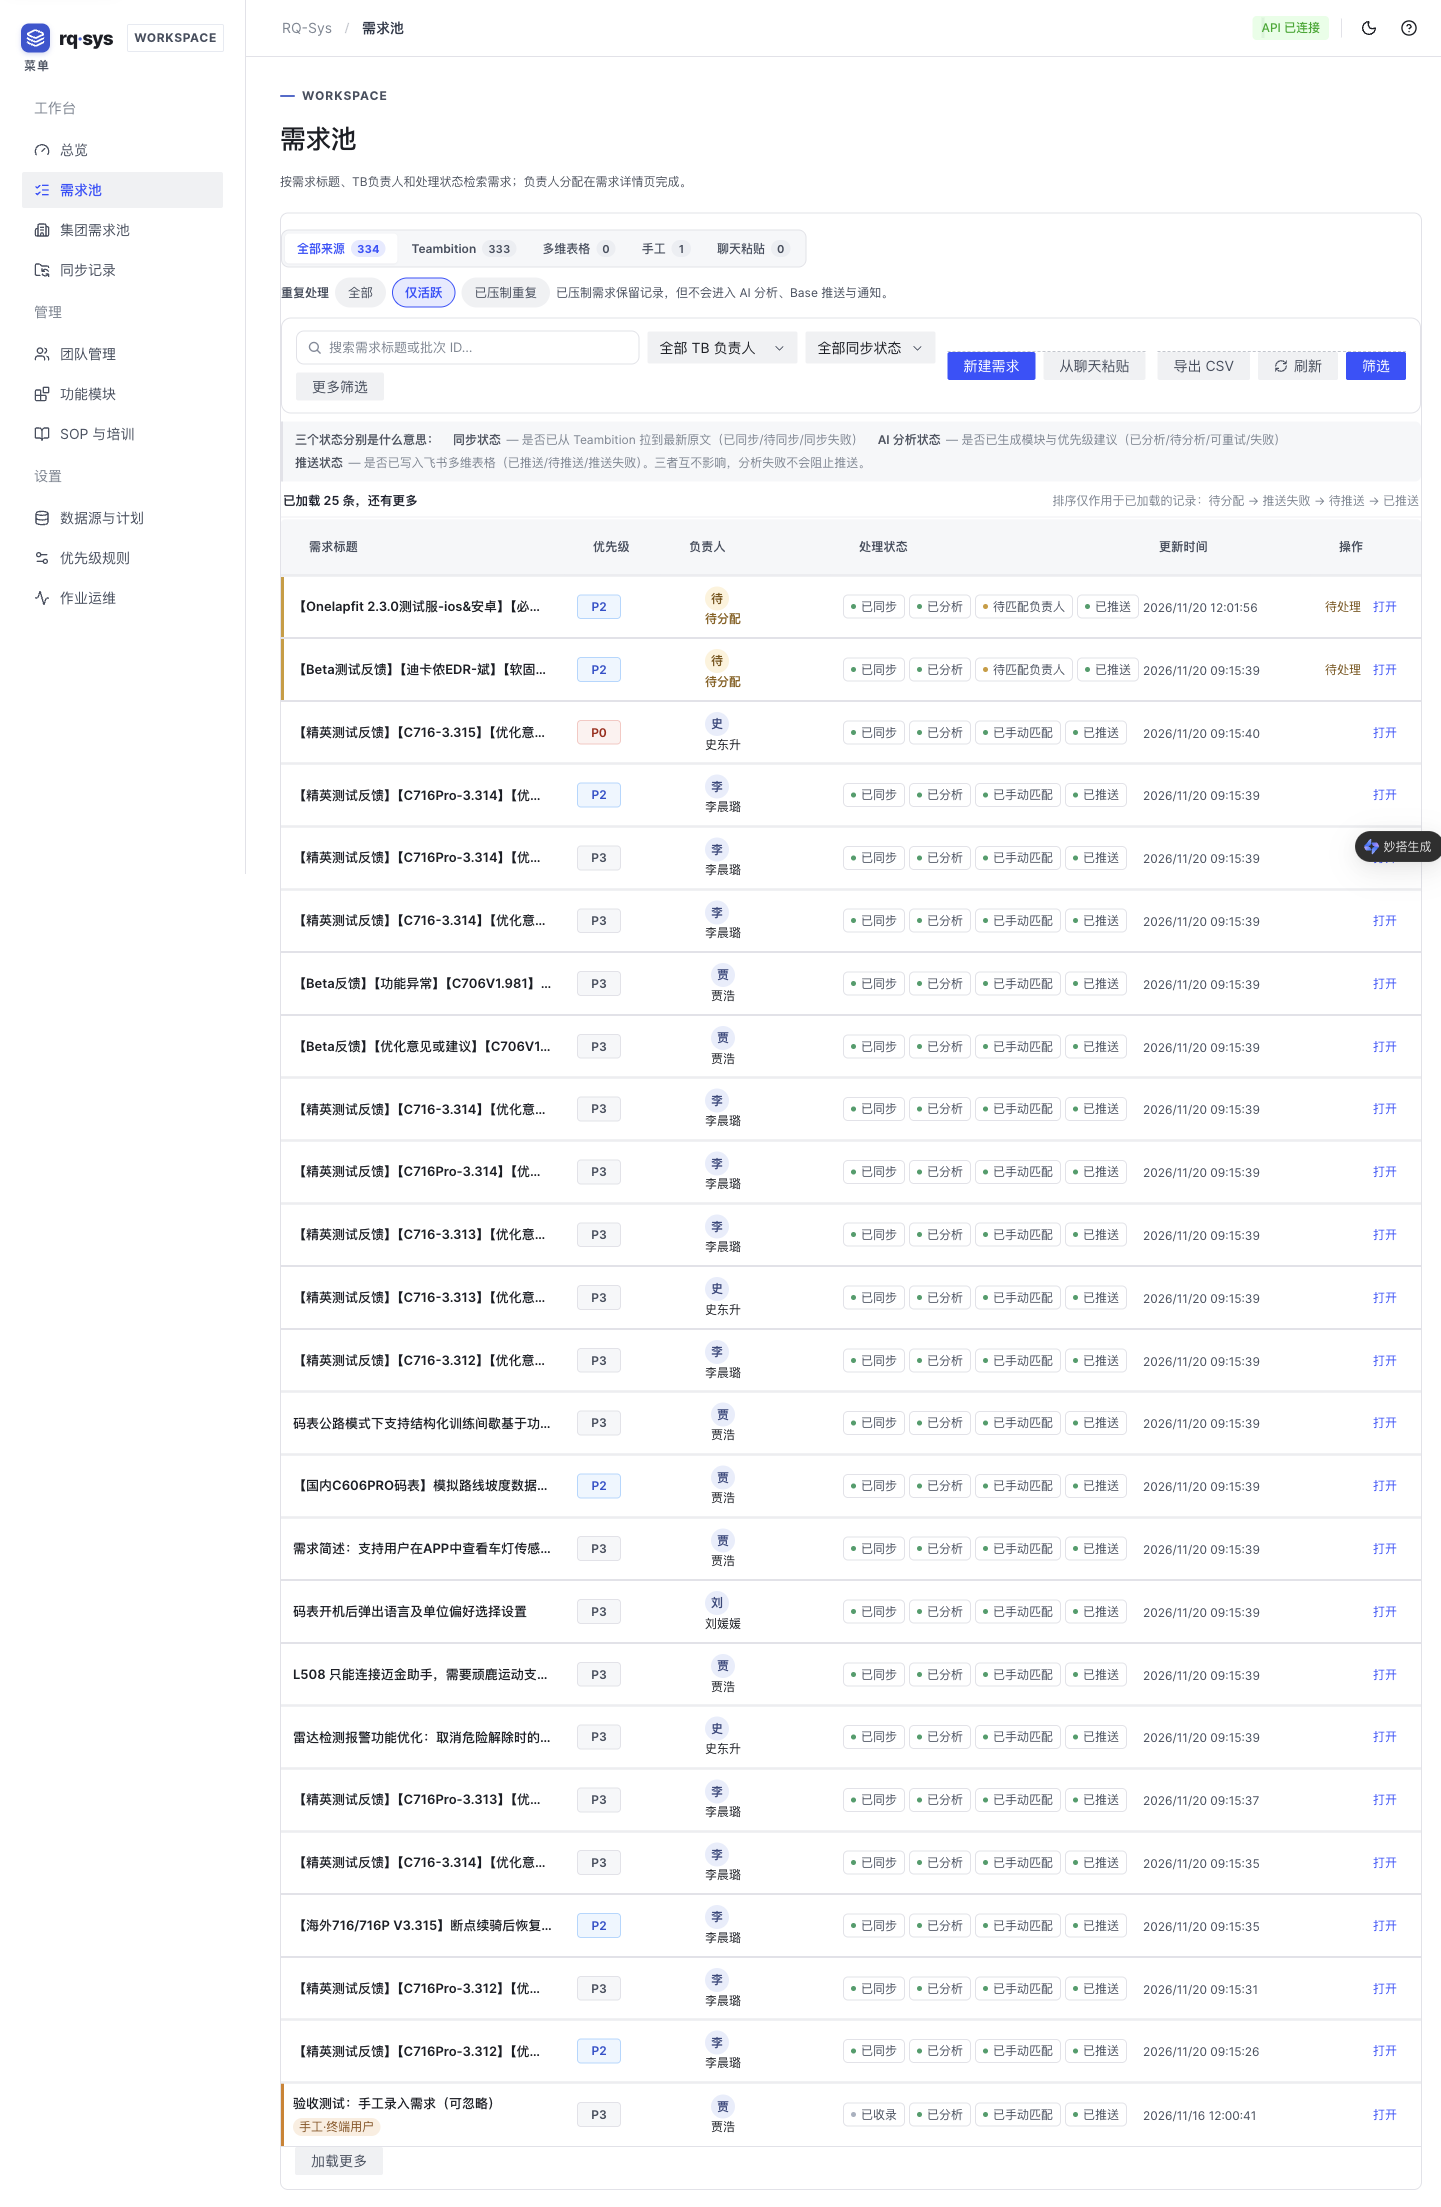 rq·sys WORKSPACE
菜单
工作台
总览
需求池
集团需求池
同步记录
管理
团队管理
功能模块
SOP 与培训
设置
数据源与计划
优先级规则
作业运维
RQ-Sys / 需求池
API 已连接
WORKSPACE
需求池
按需求标题、TB负责人和处理状态检索需求；负责人分配在需求详情页完成。
全部来源 334 Teambition 333 多维表格 0 手工 1 聊天粘贴 0
重复处理 全部 仅活跃 已压制重复 已压制需求保留记录，但不会进入 AI 分析、Base 推送与通知。
搜索需求标题或批次 ID... 全部 TB 负责人 全部同步状态 新建需求 从聊天粘贴 导出 CSV 刷新 筛选
更多筛选
三个状态分别是什么意思： 同步状态 — 是否已从 Teambition 拉到最新原文（已同步/待同步/同步失败） AI 分析状态 — 是否已生成模块与优先级建议（已分析/待分析/可重试/失败）
推送状态 — 是否已写入飞书多维表格（已推送/待推送/推送失败）。三者互不影响，分析失败不会阻止推送。
已加载 25 条，还有更多 排序仅作用于已加载的记录：待分配 → 推送失败 → 待推送 → 已推送
需求标题 优先级 负责人 处理状态 更新时间 操作
【Onelapfit 2.3.0测试服-ios&安卓】【必... P2 待 待分配 已同步 已分析 待匹配负责人 已推送 2026/11/20 12:01:56 待处理 打开
【Beta测试反馈】【迪卡侬EDR-斌】【软固... P2 待 待分配 已同步 已分析 待匹配负责人 已推送 2026/11/20 09:15:39 待处理 打开
【精英测试反馈】【C716-3.315】【优化意... P0 史 史东升 已同步 已分析 已手动匹配 已推送 2026/11/20 09:15:40 打开
【精英测试反馈】【C716Pro-3.314】【优... P2 李 李晨璐 已同步 已分析 已手动匹配 已推送 2026/11/20 09:15:39 打开
【精英测试反馈】【C716Pro-3.314】【优... P3 李 李晨璐 已同步 已分析 已手动匹配 已推送 2026/11/20 09:15:39
妙搭生成
【精英测试反馈】【C716-3.314】【优化意... P3 李 李晨璐 已同步 已分析 已手动匹配 已推送 2026/11/20 09:15:39 打开
【Beta反馈】【功能异常】【C706V1.981】... P3 贾 贾浩 已同步 已分析 已手动匹配 已推送 2026/11/20 09:15:39 打开
【Beta反馈】【优化意见或建议】【C706V1... P3 贾 贾浩 已同步 已分析 已手动匹配 已推送 2026/11/20 09:15:39 打开
【精英测试反馈】【C716-3.314】【优化意... P3 李 李晨璐 已同步 已分析 已手动匹配 已推送 2026/11/20 09:15:39 打开
【精英测试反馈】【C716Pro-3.314】【优... P3 李 李晨璐 已同步 已分析 已手动匹配 已推送 2026/11/20 09:15:39 打开
【精英测试反馈】【C716-3.313】【优化意... P3 李 李晨璐 已同步 已分析 已手动匹配 已推送 2026/11/20 09:15:39 打开
【精英测试反馈】【C716-3.313】【优化意... P3 史 史东升 已同步 已分析 已手动匹配 已推送 2026/11/20 09:15:39 打开
【精英测试反馈】【C716-3.312】【优化意... P3 李 李晨璐 已同步 已分析 已手动匹配 已推送 2026/11/20 09:15:39 打开
码表公路模式下支持结构化训练间歇基于功... P3 贾 贾浩 已同步 已分析 已手动匹配 已推送 2026/11/20 09:15:39 打开
【国内C606PRO码表】模拟路线坡度数据... P2 贾 贾浩 已同步 已分析 已手动匹配 已推送 2026/11/20 09:15:39 打开
需求简述：支持用户在APP中查看车灯传感... P3 贾 贾浩 已同步 已分析 已手动匹配 已推送 2026/11/20 09:15:39 打开
码表开机后弹出语言及单位偏好选择设置 P3 刘 刘媛媛 已同步 已分析 已手动匹配 已推送 2026/11/20 09:15:39 打开
L508 只能连接迈金助手，需要顽鹿运动支... P3 贾 贾浩 已同步 已分析 已手动匹配 已推送 2026/11/20 09:15:39 打开
雷达检测报警功能优化：取消危险解除时的... P3 史 史东升 已同步 已分析 已手动匹配 已推送 2026/11/20 09:15:39 打开
【精英测试反馈】【C716Pro-3.313】【优... P3 李 李晨璐 已同步 已分析 已手动匹配 已推送 2026/11/20 09:15:37 打开
【精英测试反馈】【C716-3.314】【优化意... P3 李 李晨璐 已同步 已分析 已手动匹配 已推送 2026/11/20 09:15:35 打开
【海外716/716P V3.315】断点续骑后恢复... P2 李 李晨璐 已同步 已分析 已手动匹配 已推送 2026/11/20 09:15:35 打开
【精英测试反馈】【C716Pro-3.312】【优... P3 李 李晨璐 已同步 已分析 已手动匹配 已推送 2026/11/20 09:15:31 打开
【精英测试反馈】【C716Pro-3.312】【优... P2 李 李晨璐 已同步 已分析 已手动匹配 已推送 2026/11/20 09:15:26 打开
验收测试：手工录入需求（可忽略） P3 贾 贾浩 已收录 已分析 已手动匹配 已推送 2026/11/16 12:00:41 打开
手工·终端用户
加载更多